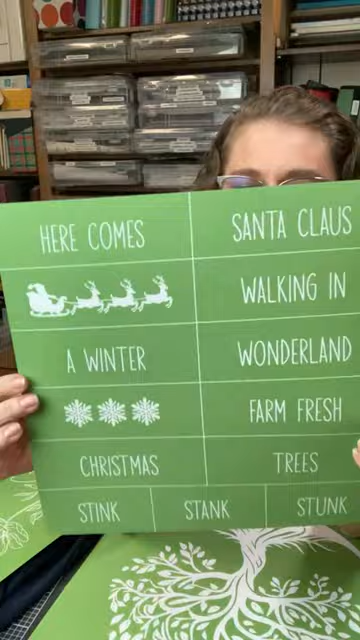 HERE COMES
SANTA CLAUS
WALKING IN
A WINTER
WONDERLAND
FARM FRESH
CHRISTMAS
TREES
STINK
STANK
STUNK